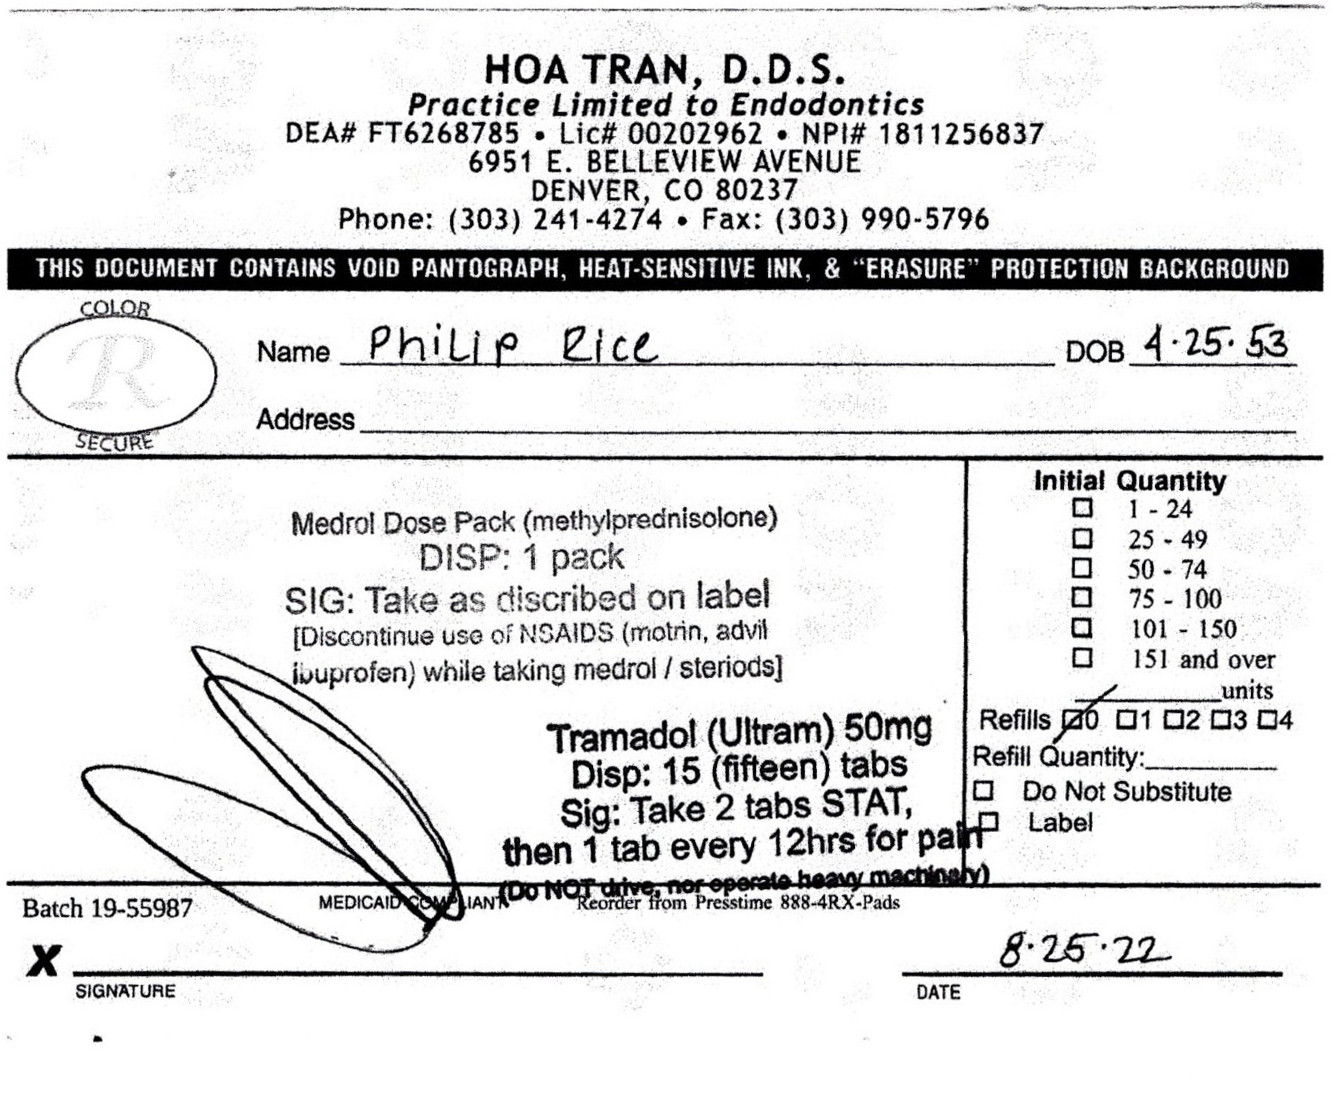 HOA TRAN, D.D.S.
Practice Limited to Endodontics
DEA# FT6268785 • Lic# 00202962 • NPI# 1811256837
6951 E. BELLEVIEW AVENUE
DENVER, CO 80237
Phone: (303) 241-4274 • Fax: (303) 990-5796
THIS DOCUMENT CONTAINS VOID PANTOGRAPH, HEAT-SENSITIVE INK, & "ERASURE" PROTECTION BACKGROUND
COLOR
R
SECURE
Name Philip Rice DOB 4·25·53
Address
Medrol Dose Pack (methylprednisolone)
DISP: 1 pack
SIG: Take as discribed on label
[Discontinue use of NSAIDS (motrin, advil
ibuprofen) while taking medrol / steriods]
Tramadol (Ultram) 50mg
Disp: 15 (fifteen) tabs
Sig: Take 2 tabs STAT,
then 1 tab every 12hrs for pain
(Do NOT drive, nor operate heavy machinery)
Initial Quantity
1 - 24
25 - 49
50 - 74
75 - 100
101 - 150
151 and over
units
Refills 0 1 2 3 4
Refill Quantity:
Do Not Substitute
Label
Batch 19-55987 MEDICAID COMPLIANT Reorder from Presstime 888-4RX-Pads
X 8·25·22
SIGNATURE DATE